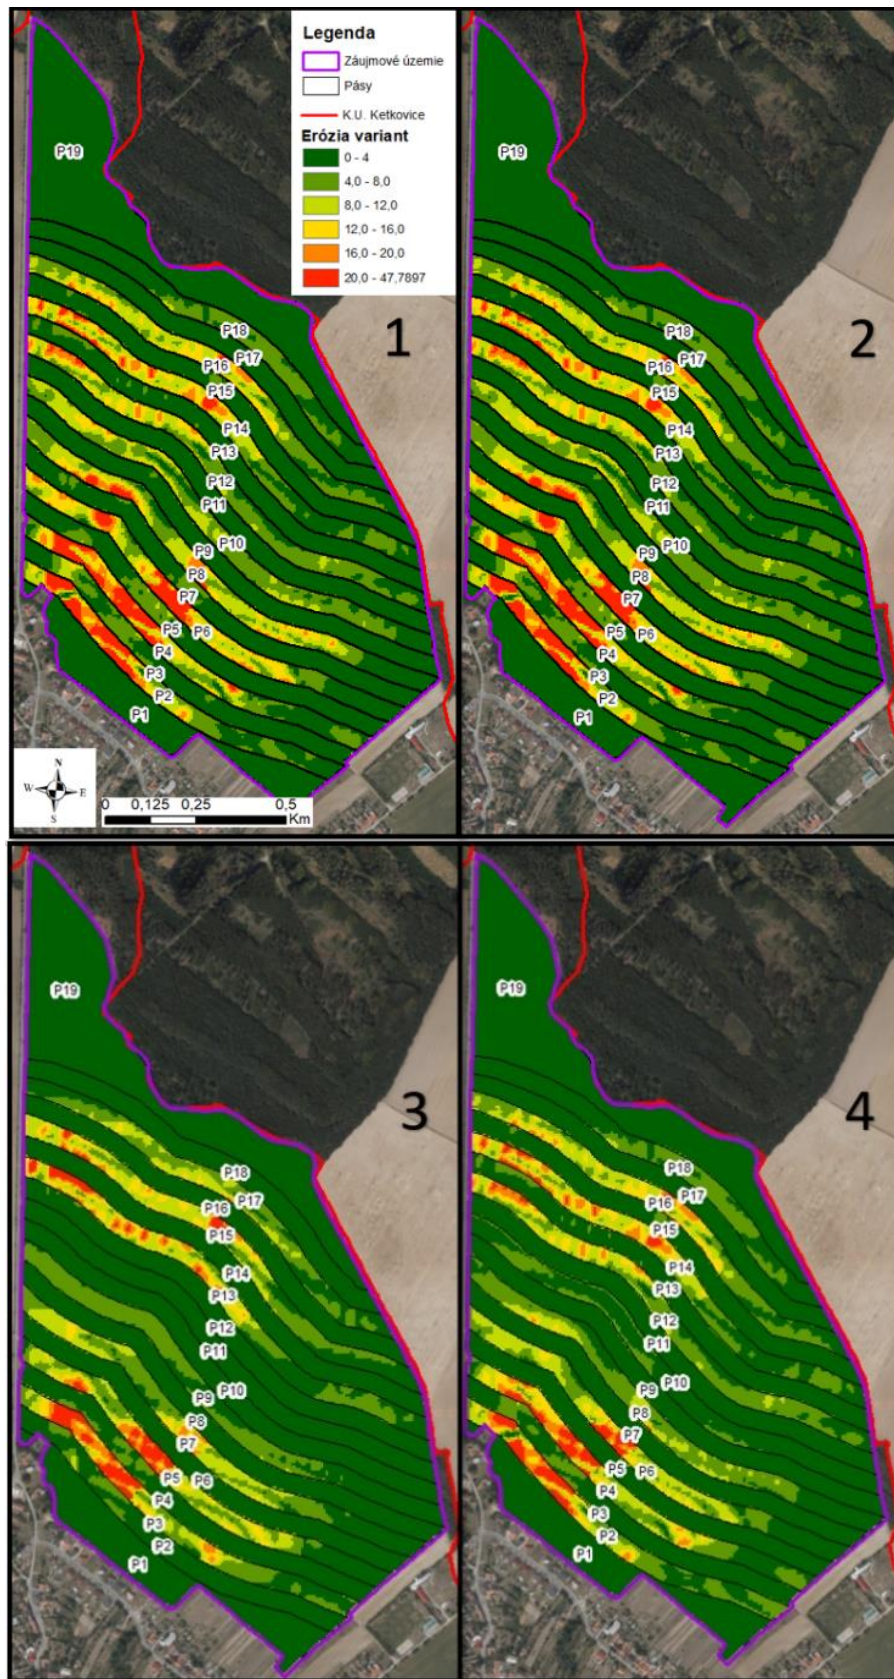 Legenda
Záujmové územie
Pásy
K.U. Ketkovice
Erózia variant
0 - 4
4,0 - 8,0
8,0 - 12,0
12,0 - 16,0
16,0 - 20,0
20,0 - 47,7897
1
P19
P18
P17
P16
P15
P14
P13
P12
P11
P10
P9
P8
P7
P6
P5
P4
P3
P2
P1
N
W E
S
0 0,125 0,25 0,5
Km
2
P19
P18
P17
P16
P15
P14
P13
P12
P11
P10
P9
P8
P7
P6
P5
P4
P3
P2
P1
3
P19
P18
P17
P16
P15
P14
P13
P12
P11
P10
P9
P8
P7
P6
P5
P4
P3
P2
P1
4
P19
P18
P17
P16
P15
P14
P13
P12
P11
P10
P9
P8
P7
P6
P5
P4
P3
P2
P1